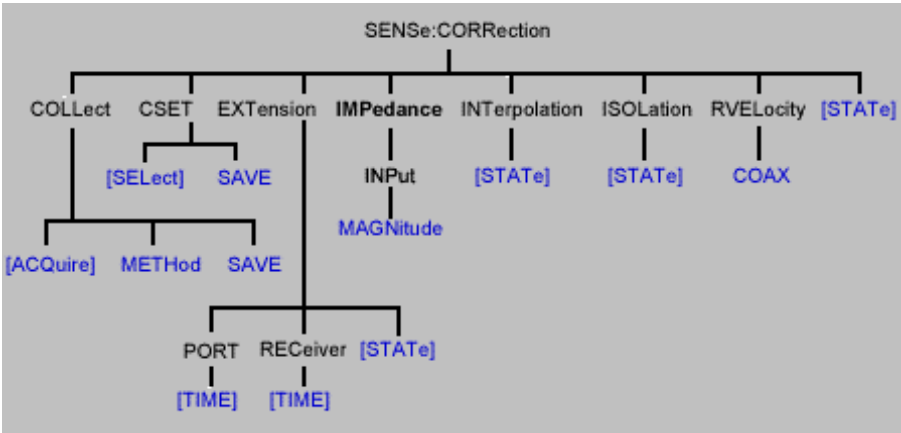 SENSe:CORRection
COLLect CSET EXTension IMPedance INTerpolation ISOLation RVELocity [STATe]
[SELect] SAVE INPut [STATe] [STATe] COAX
MAGNitude
[ACQuire] METHod SAVE
PORT RECeiver [STATe]
[TIME] [TIME]